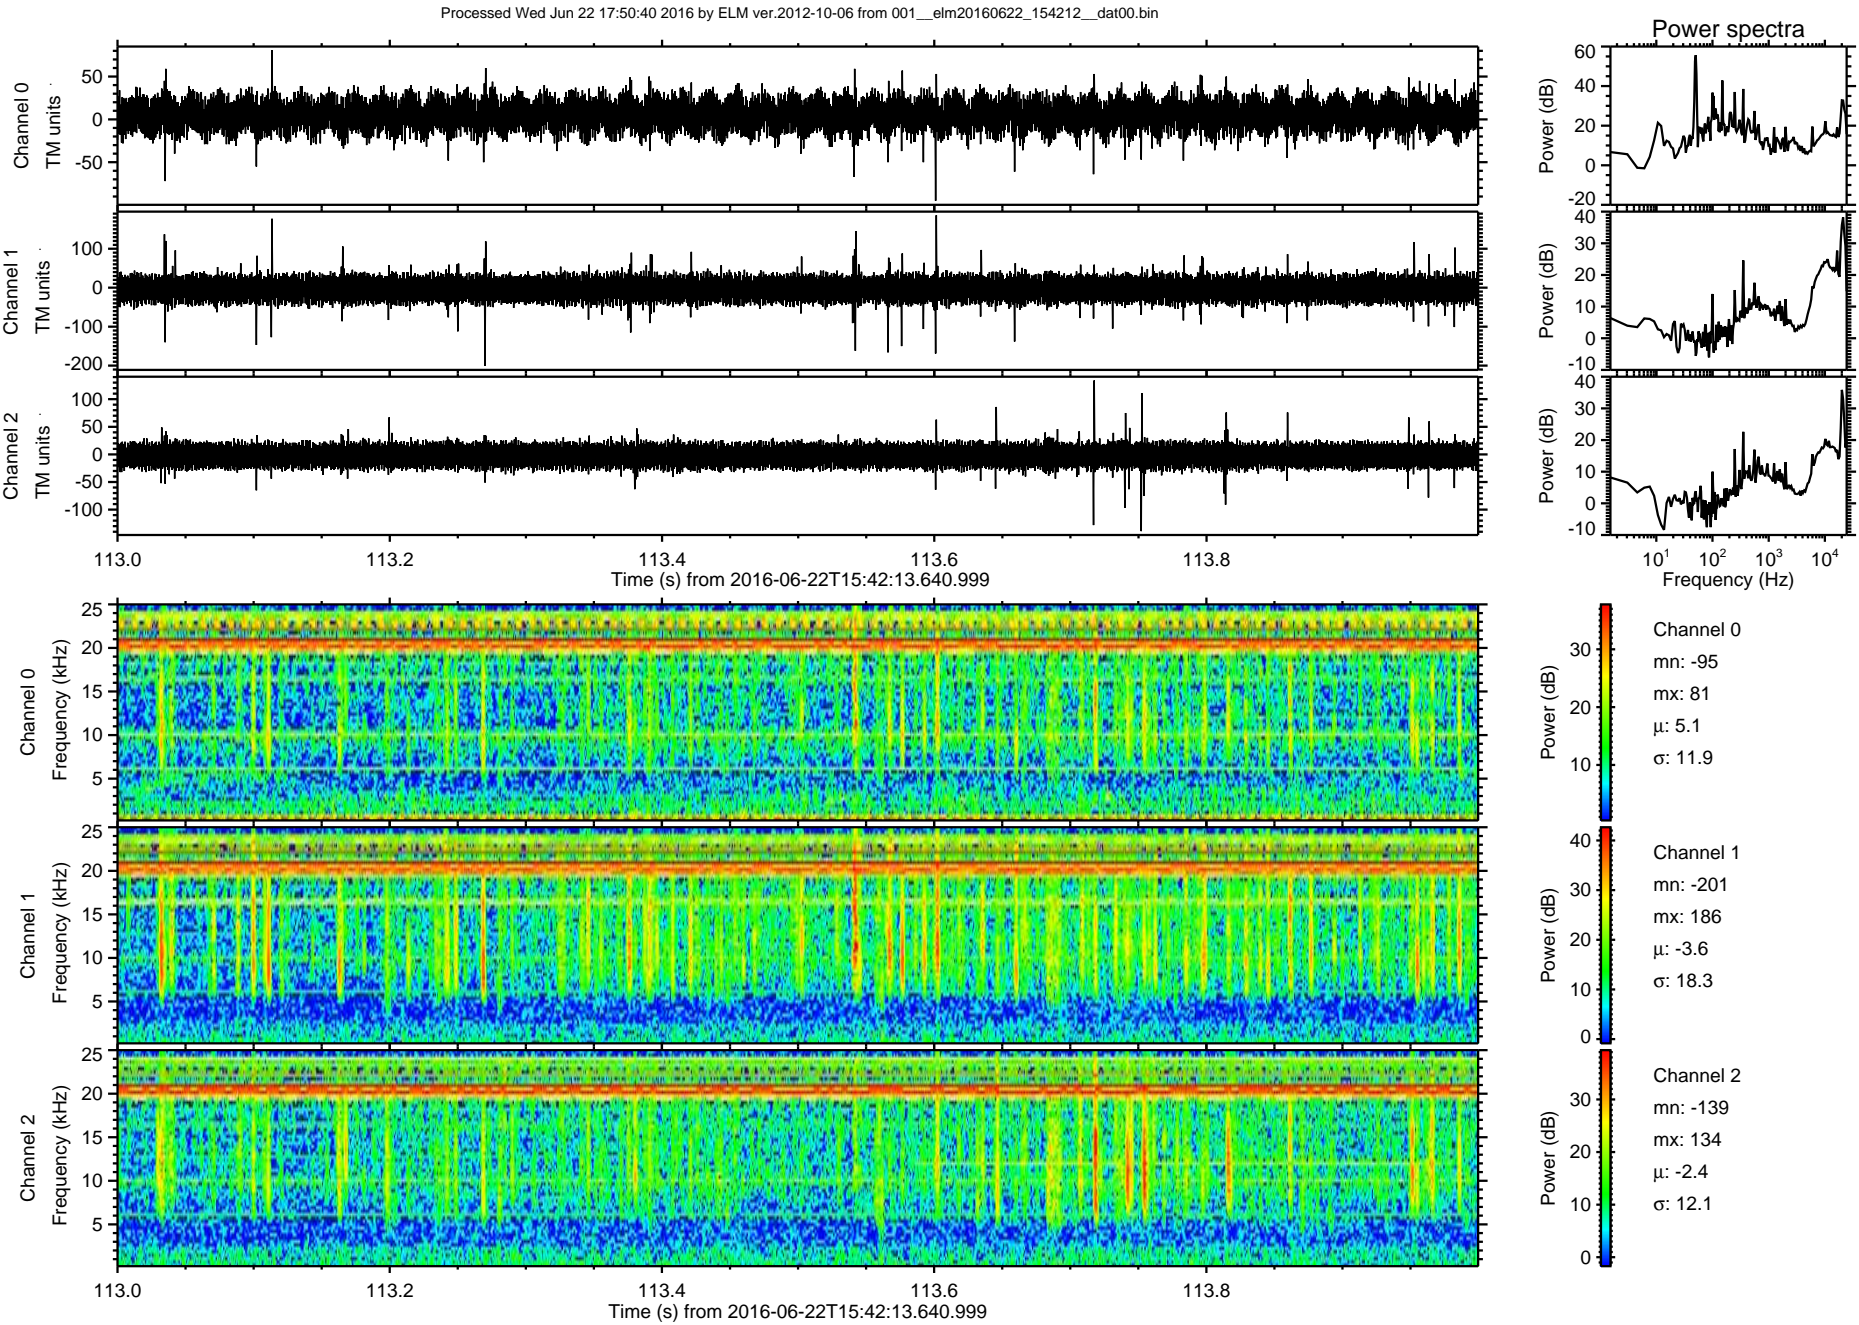 Processed Wed Jun 22 17:50:40 2016 by ELM ver.2012-10-06 from 001__elm20160622_154212__dat00.bin
Power spectra
Channel 0
TM units
50
0
-50
Power (dB)
60
40
20
0
-20
Channel 1
TM units
100
0
-100
-200
Power (dB)
40
30
20
10
0
-10
Channel 2
TM units
100
50
0
-50
-100
Power (dB)
40
30
20
10
0
-10
113.0 113.2 113.4 113.6 113.8
Time (s) from 2016-06-22T15:42:13.640.999
10^1 10^2 10^3 10^4
Frequency (Hz)
Channel 0
Frequency (kHz)
25
20
15
10
5
Power (dB)
30
20
10
Channel 0
mn: -95
mx: 81
μ: 5.1
σ: 11.9
Channel 1
Frequency (kHz)
25
20
15
10
5
Power (dB)
40
30
20
10
0
Channel 1
mn: -201
mx: 186
μ: -3.6
σ: 18.3
Channel 2
Frequency (kHz)
25
20
15
10
5
Power (dB)
30
20
10
0
Channel 2
mn: -139
mx: 134
μ: -2.4
σ: 12.1
113.0 113.2 113.4 113.6 113.8
Time (s) from 2016-06-22T15:42:13.640.999